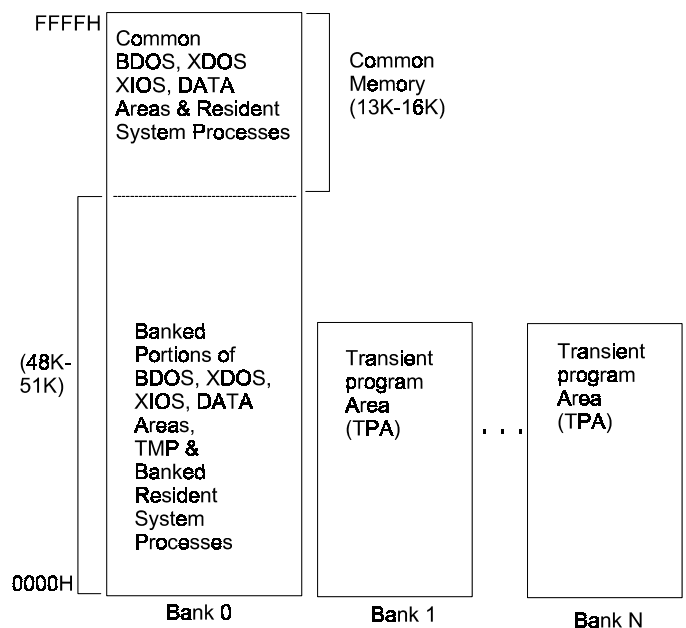 FFFFH
Common
BDOS, XDOS
XIOS, DATA
Areas & Resident
System Processes
Common
Memory
(13K-16K)
(48K-
51K)
Banked
Portions of
BDOS, XDOS,
XIOS, DATA
Areas,
TMP &
Banked
Resident
System
Processes
Transient
program
Area
(TPA)
. . .
Transient
program
Area
(TPA)
0000H
Bank 0
Bank 1
Bank N